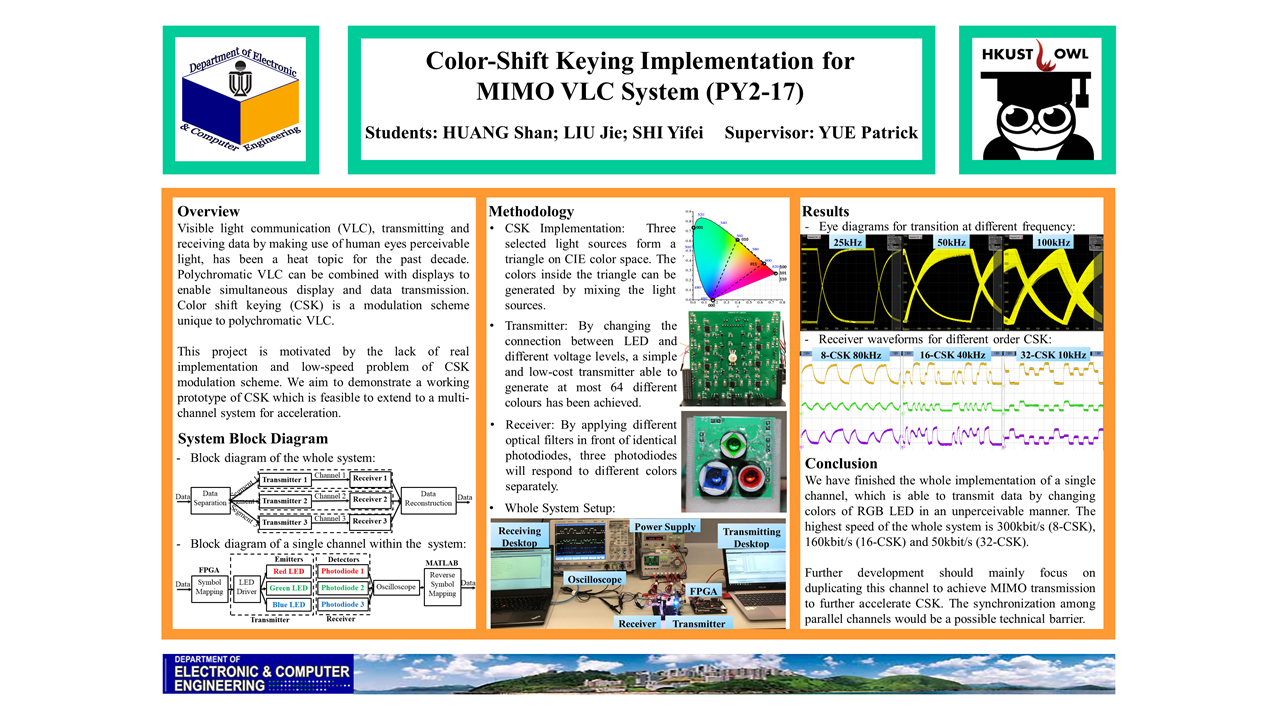 Department of Electronic
& Computer Engineering
Color-Shift Keying Implementation for
MIMO VLC System (PY2-17)
Students: HUANG Shan; LIU Jie; SHI Yifei Supervisor: YUE Patrick
HKUST OWL
Overview
Visible light communication (VLC), transmitting and
receiving data by making use of human eyes perceivable
light, has been a heat topic for the past decade.
Polychromatic VLC can be combined with displays to
enable simultaneous display and data transmission.
Color shift keying (CSK) is a modulation scheme
unique to polychromatic VLC.
This project is motivated by the lack of real
implementation and low-speed problem of CSK
modulation scheme. We aim to demonstrate a working
prototype of CSK which is feasible to extend to a multi-
channel system for acceleration.
System Block Diagram
- Block diagram of the whole system:
Data
Data
Separation
Segment 1
Segment 2
Segment 3
Transmitter 1
Channel 1
Receiver 1
Transmitter 2
Channel 2
Receiver 2
Transmitter 3
Channel 3
Receiver 3
Data
Reconstruction
Data
- Block diagram of a single channel within the system:
Data
FPGA
Symbol
Mapping
LED
Driver
Emitters
Red LED
Green LED
Blue LED
Transmitter
Detectors
Photodiode 1
Photodiode 2
Photodiode 3
Receiver
Oscilloscope
MATLAB
Reverse
Symbol
Mapping
Data
Methodology
• CSK Implementation: Three
selected light sources form a
triangle on CIE color space. The
colors inside the triangle can be
generated by mixing the light
sources.
• Transmitter: By changing the
connection between LED and
different voltage levels, a simple
and low-cost transmitter able to
generate at most 64 different
colours has been achieved.
• Receiver: By applying different
optical filters in front of identical
photodiodes, three photodiodes
will respond to different colors
separately.
• Whole System Setup:
Receiving
Desktop
Power Supply
Transmitting
Desktop
Oscilloscope
FPGA
Receiver
Transmitter
Results
- Eye diagrams for transition at different frequency:
25kHz
50kHz
100kHz
- Receiver waveforms for different order CSK:
8-CSK 80kHz
16-CSK 40kHz
32-CSK 10kHz
Conclusion
We have finished the whole implementation of a single
channel, which is able to transmit data by changing
colors of RGB LED in an unperceivable manner. The
highest speed of the whole system is 300kbit/s (8-CSK),
160kbit/s (16-CSK) and 50kbit/s (32-CSK).
Further development should mainly focus on
duplicating this channel to achieve MIMO transmission
to further accelerate CSK. The synchronization among
parallel channels would be a possible technical barrier.
DEPARTMENT OF
ELECTRONIC & COMPUTER
ENGINEERING